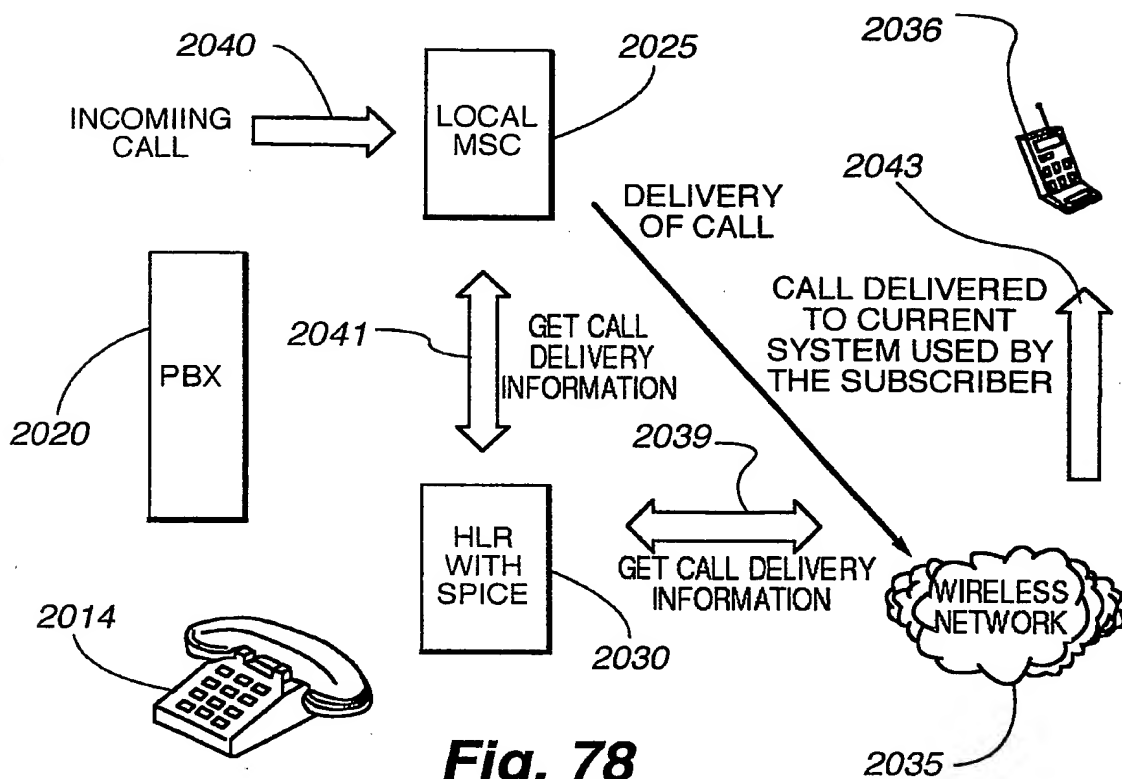 2040
2025
2036
INCOMIING
CALL
LOCAL
MSC
2043
DELIVERY
OF CALL
PBX
2020
2041
GET CALL
DELIVERY
INFORMATION
CALL DELIVERED
TO CURRENT
SYSTEM USED BY
THE SUBSCRIBER
2039
HLR
WITH
SPICE
GET CALL DELIVERY
INFORMATION
WIRELESS
NETWORK
2014
2030
2035
Fig. 78